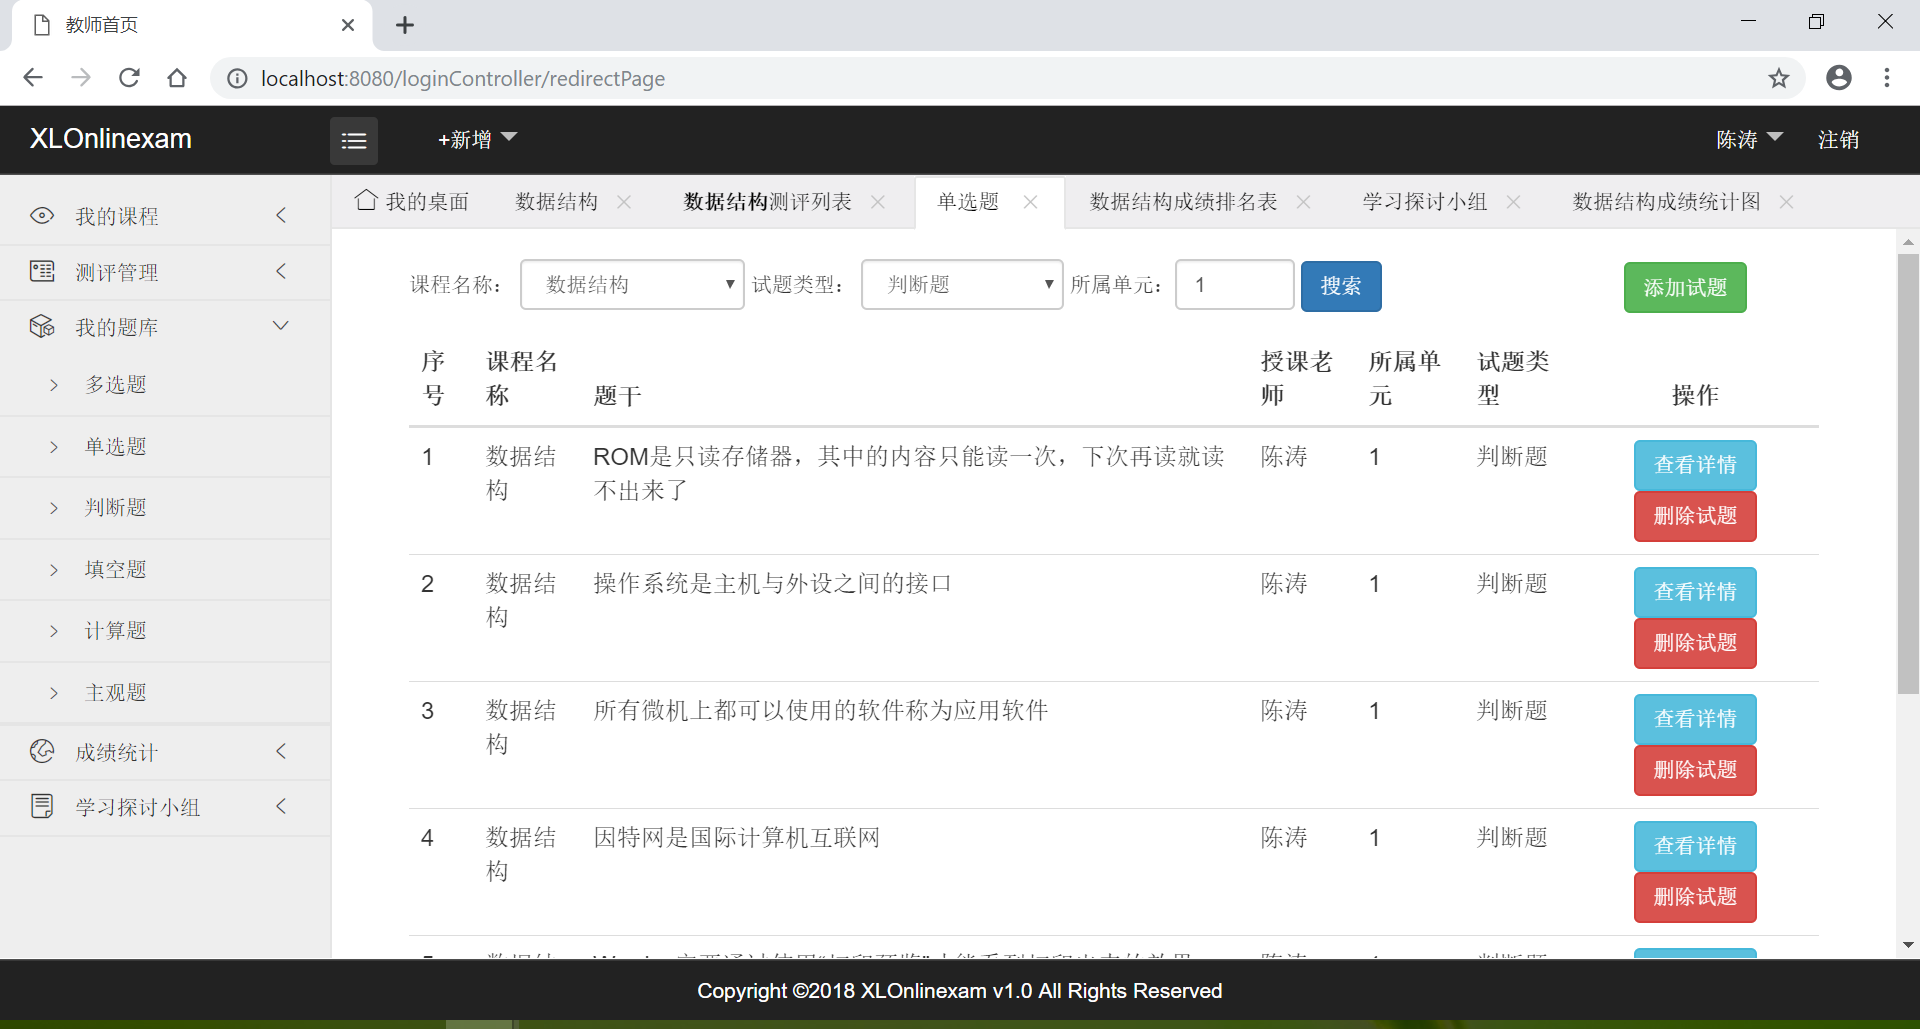 教师首页
localhost:8080/loginController/redirectPage
XLOnlinexam
+新增
陈涛
注销
我的课程
测评管理
我的题库
多选题
单选题
判断题
填空题
计算题
主观题
成绩统计
学习探讨小组
我的桌面 数据结构 数据结构测评列表 单选题 数据结构成绩排名表 学习探讨小组 数据结构成绩统计图
课程名称： 数据结构 试题类型： 判断题 所属单元： 1 搜索 添加试题
序号 课程名称 题干 授课老师 所属单元 试题类型 操作
1 数据结构 ROM是只读存储器，其中的内容只能读一次，下次再读就读不出来了 陈涛 1 判断题 查看详情 删除试题
2 数据结构 操作系统是主机与外设之间的接口 陈涛 1 判断题 查看详情 删除试题
3 数据结构 所有微机上都可以使用的软件称为应用软件 陈涛 1 判断题 查看详情 删除试题
4 数据结构 因特网是国际计算机互联网 陈涛 1 判断题 查看详情 删除试题
Copyright ©2018 XLOnlinexam v1.0 All Rights Reserved